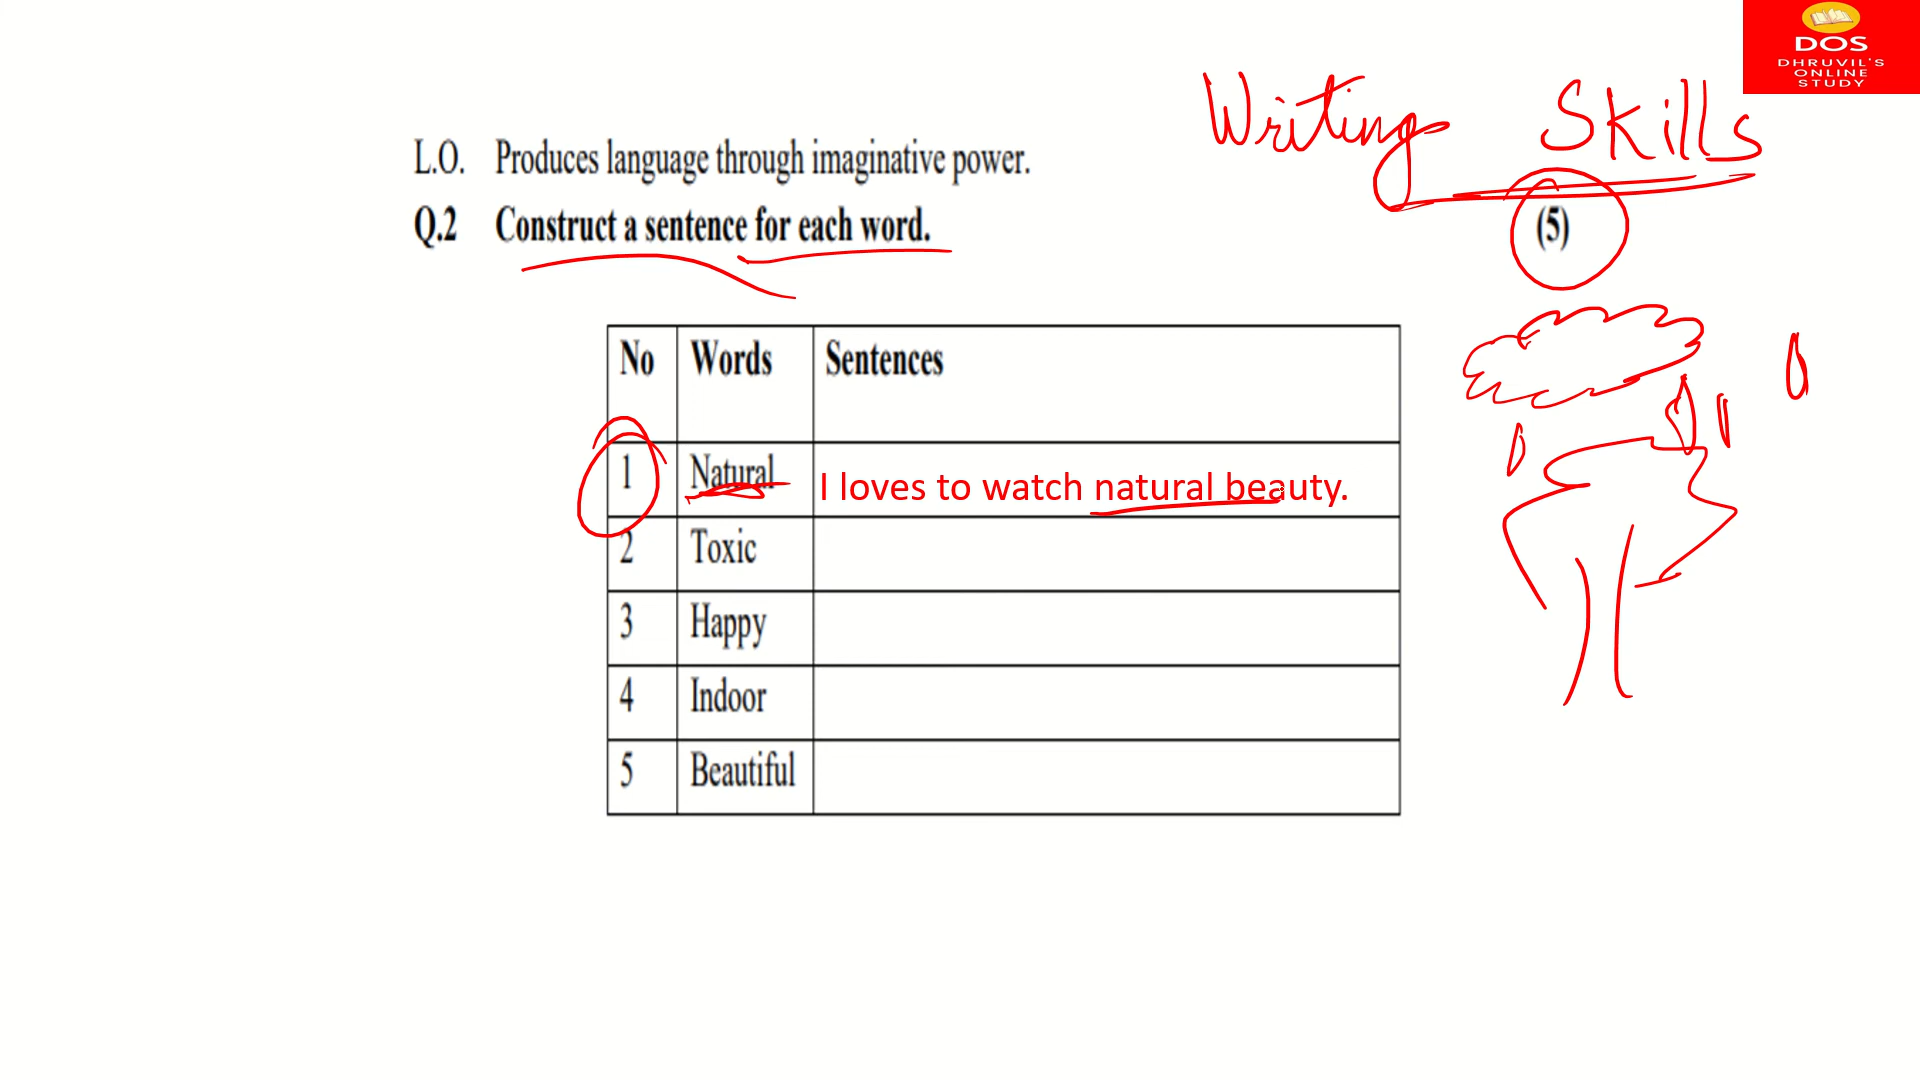 DOS
DHRUVIL'S
ONLINE
STUDY
Writing Skills
L.O. Produces language through imaginative power.
Q.2 Construct a sentence for each word. (5)
No Words Sentences
1 Natural I loves to watch natural beauty.
2 Toxic
3 Happy
4 Indoor
5 Beautiful